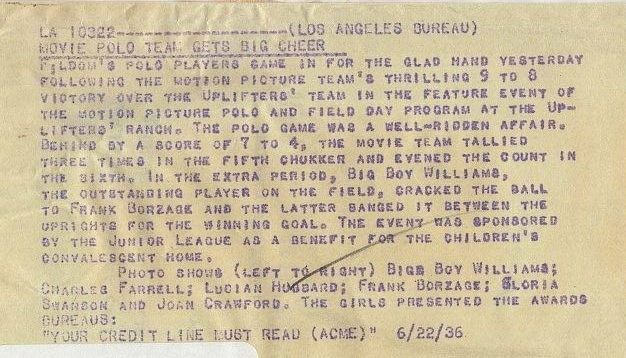 LA 10322--------------------(LOS ANGELES BUREAU)
MOVIE POLO TEAM GETS BIG CHEER
FILDOM'S POLO PLAYERS CAME IN FOR THE GLAD HAND YESTERDAY
FOLLOWING THE MOTION PICTURE TEAM'S THRILLING 9 TO 8
VICTORY OVER THE UPLIFTERS' TEAM IN THE FEATURE EVENT OF
THE MOTION PICTURE POLO AND FIELD DAY PROGRAM AT THE UP-
LIFTERS' RANCH. THE POLO GAME WAS A WELL-RIDDEN AFFAIR.
BEHIND BY A SCORE OF 7 TO 4, THE MOVIE TEAM TALLIED
THREE TIMES IN THE FIFTH CHUKKER AND EVENED THE COUNT IN
THE SIXTH. IN THE EXTRA PERIOD, BIG BOY WILLIAMS,
THE OUTSTANDING PLAYER ON THE FIELD, CRACKED THE BALL
TO FRANK BORZAGE AND THE LATTER BANGED IT BETWEEN THE
UPRIGHTS FOR THE WINNING GOAL. THE EVENT WAS SPONSORED
BY THE JUNIOR LEAGUE AS A BENEFIT FOR THE CHILDREN'S
CONVALESCENT HOME.
PHOTO SHOWS (LEFT TO RIGHT) BIGB BOY WILLIAMS;
CHARLES FARRELL; LUCIAN HUBBARD; FRANK BORZAGE; GLORIA
SWANSON AND JOAN CRAWFORD. THE GIRLS PRESENTED THE AWARDS
BUREAUS:
"YOUR CREDIT LINE MUST READ (ACME)" 6/22/36